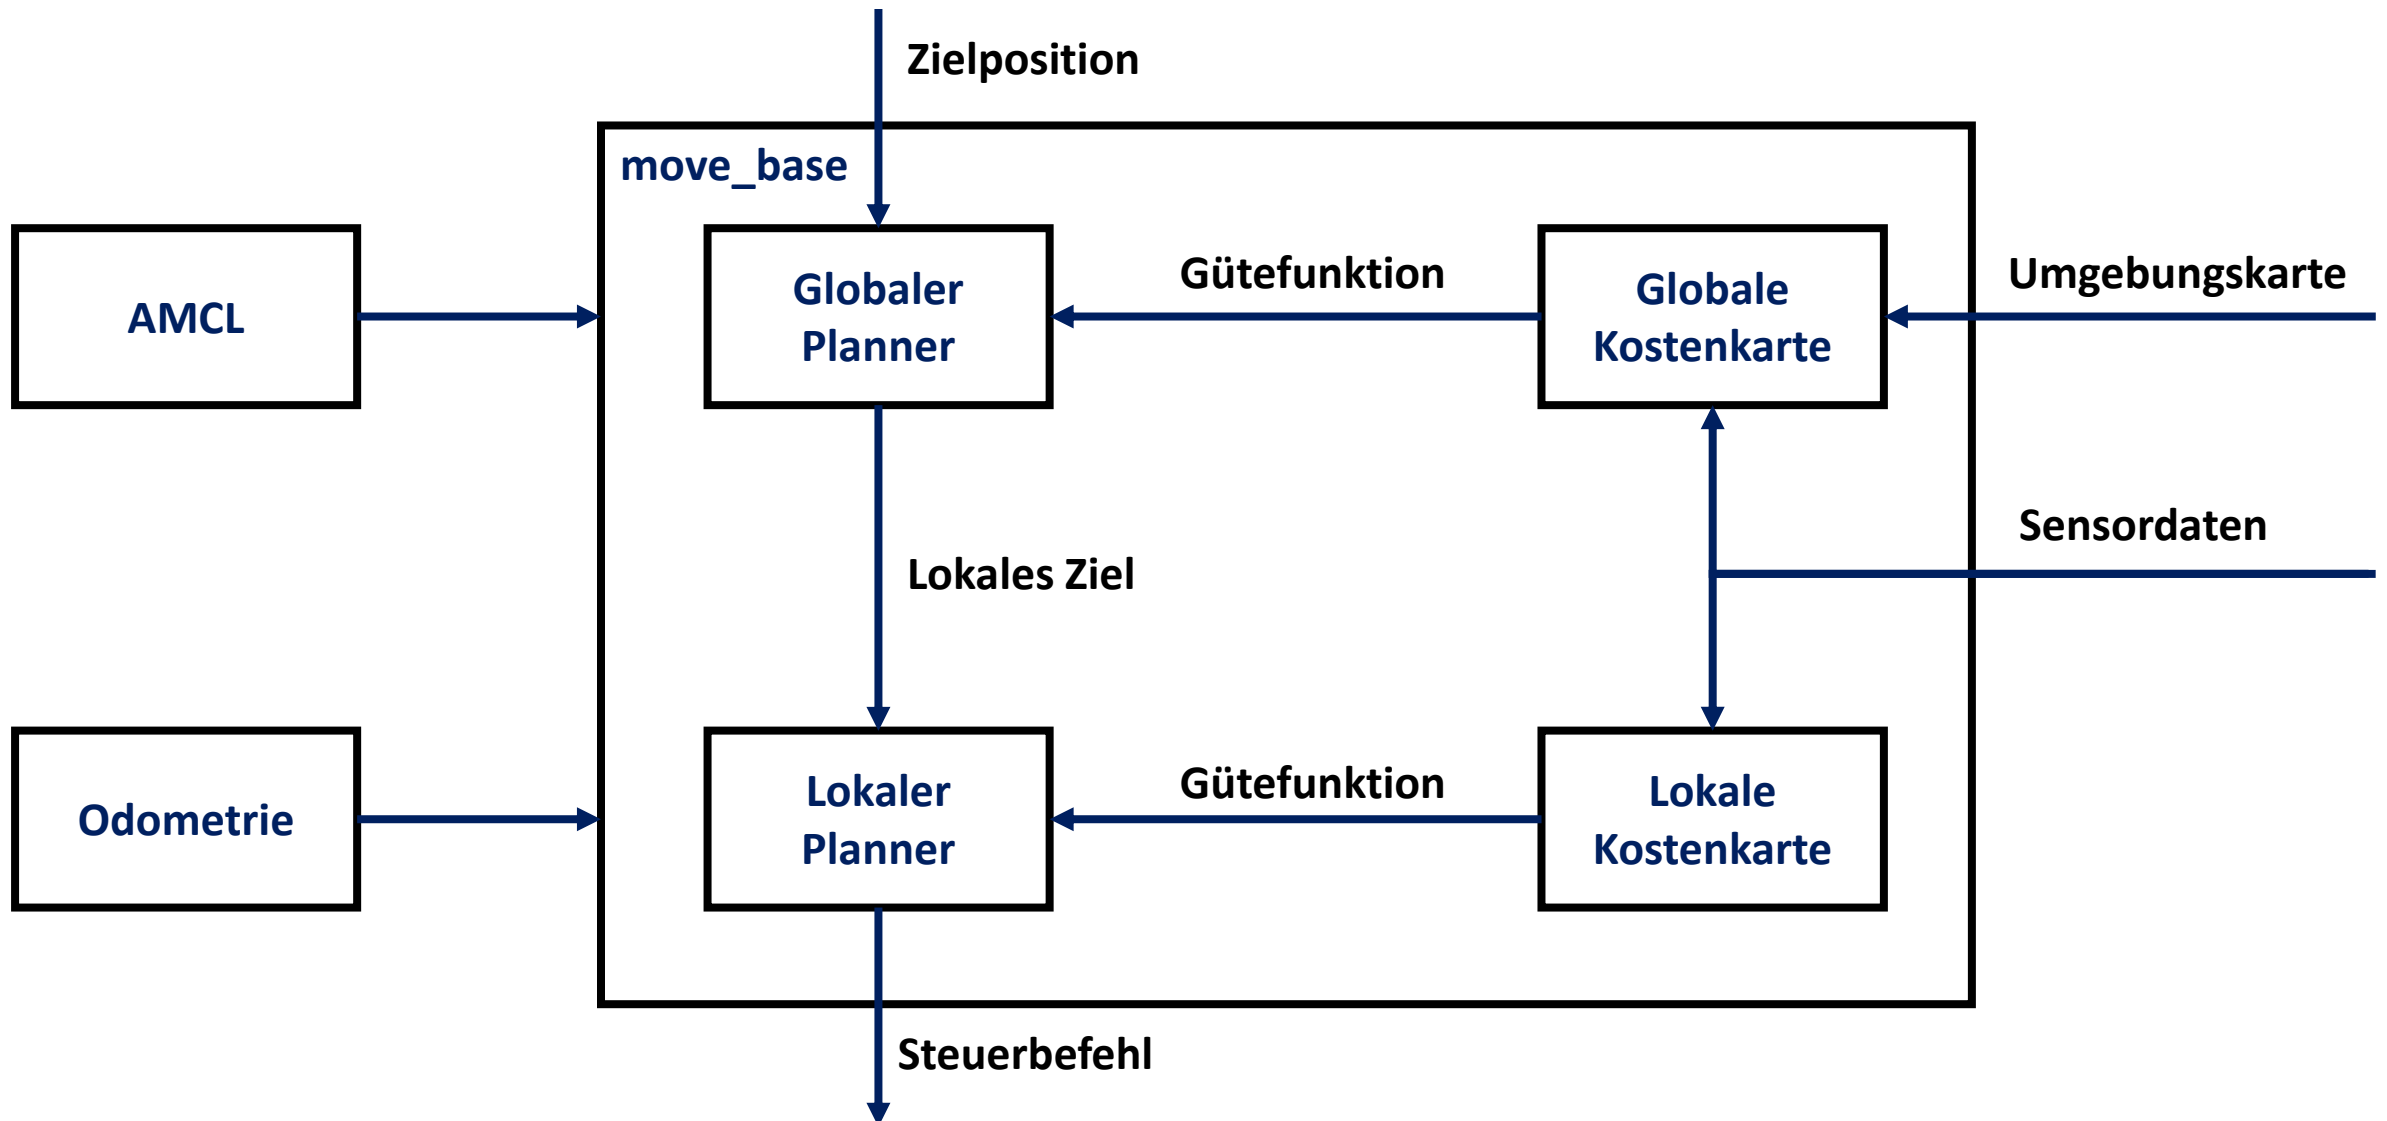 Zielposition
move_base
AMCL
Globaler
Planner
Gütefunktion
Globale
Kostenkarte
Umgebungskarte
Sensordaten
Lokales Ziel
Odometrie
Lokaler
Planner
Gütefunktion
Lokale
Kostenkarte
Steuerbefehl